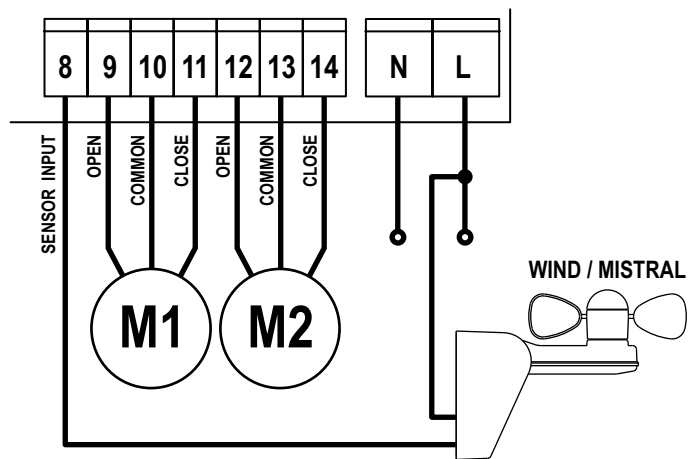 8 9 10 11 12 13 14 N L
SENSOR INPUT
OPEN
COMMON
CLOSE
OPEN
COMMON
CLOSE
WIND / MISTRAL
M1 M2